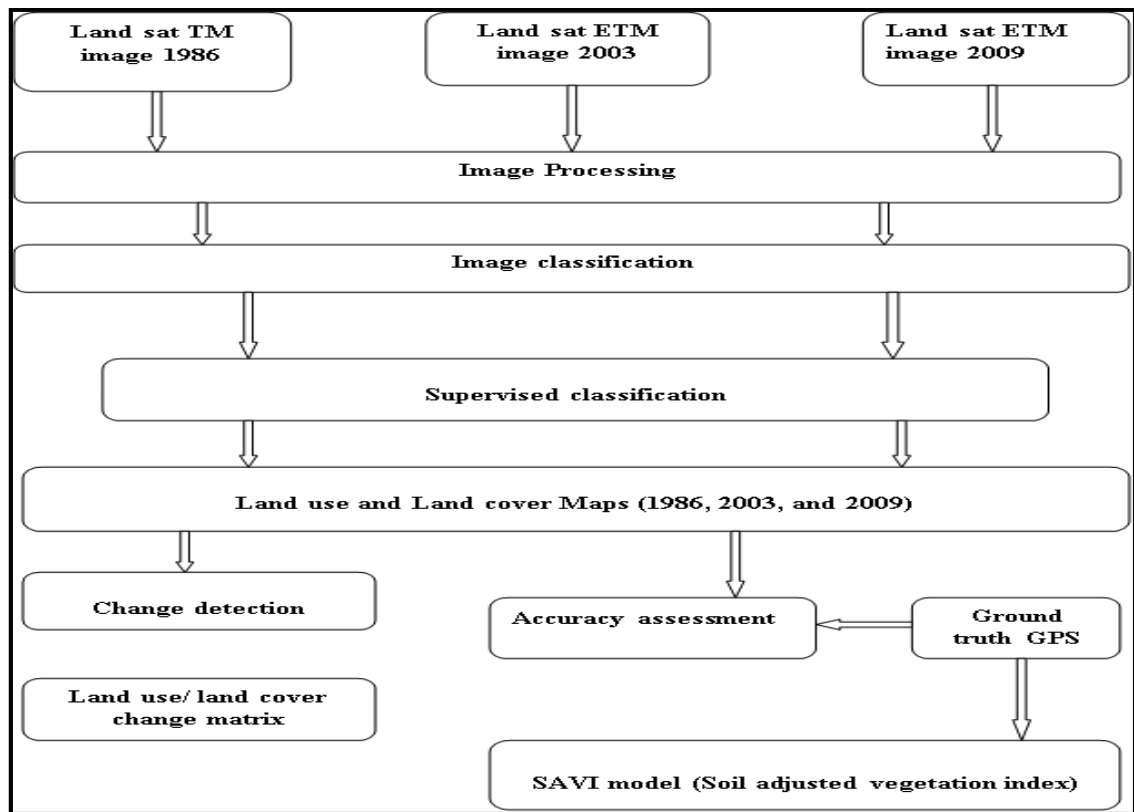 Land sat TM
image 1986
Land sat ETM
image 2003
Land sat ETM
image 2009
Image Processing
Image classification
Supervised classification
Land use and Land cover Maps (1986, 2003, and 2009)
Change detection
Accuracy assessment
Ground
truth GPS
Land use/ land cover
change matrix
SAVI model (Soil adjusted vegetation index)